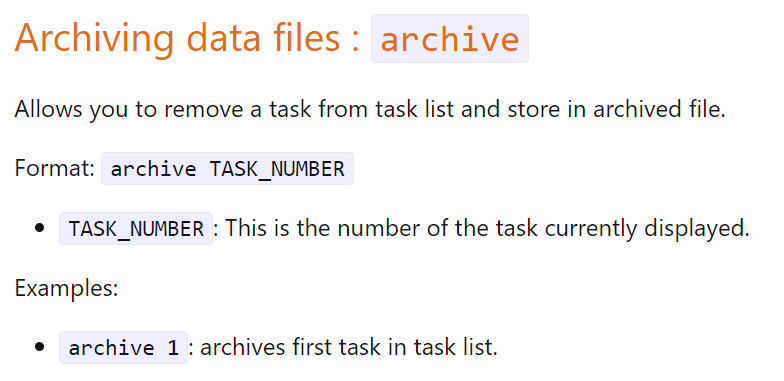 Archiving data files : archive
Allows you to remove a task from task list and store in archived file.
Format: archive TASK_NUMBER
• TASK_NUMBER: This is the number of the task currently displayed.
Examples:
• archive 1: archives first task in task list.